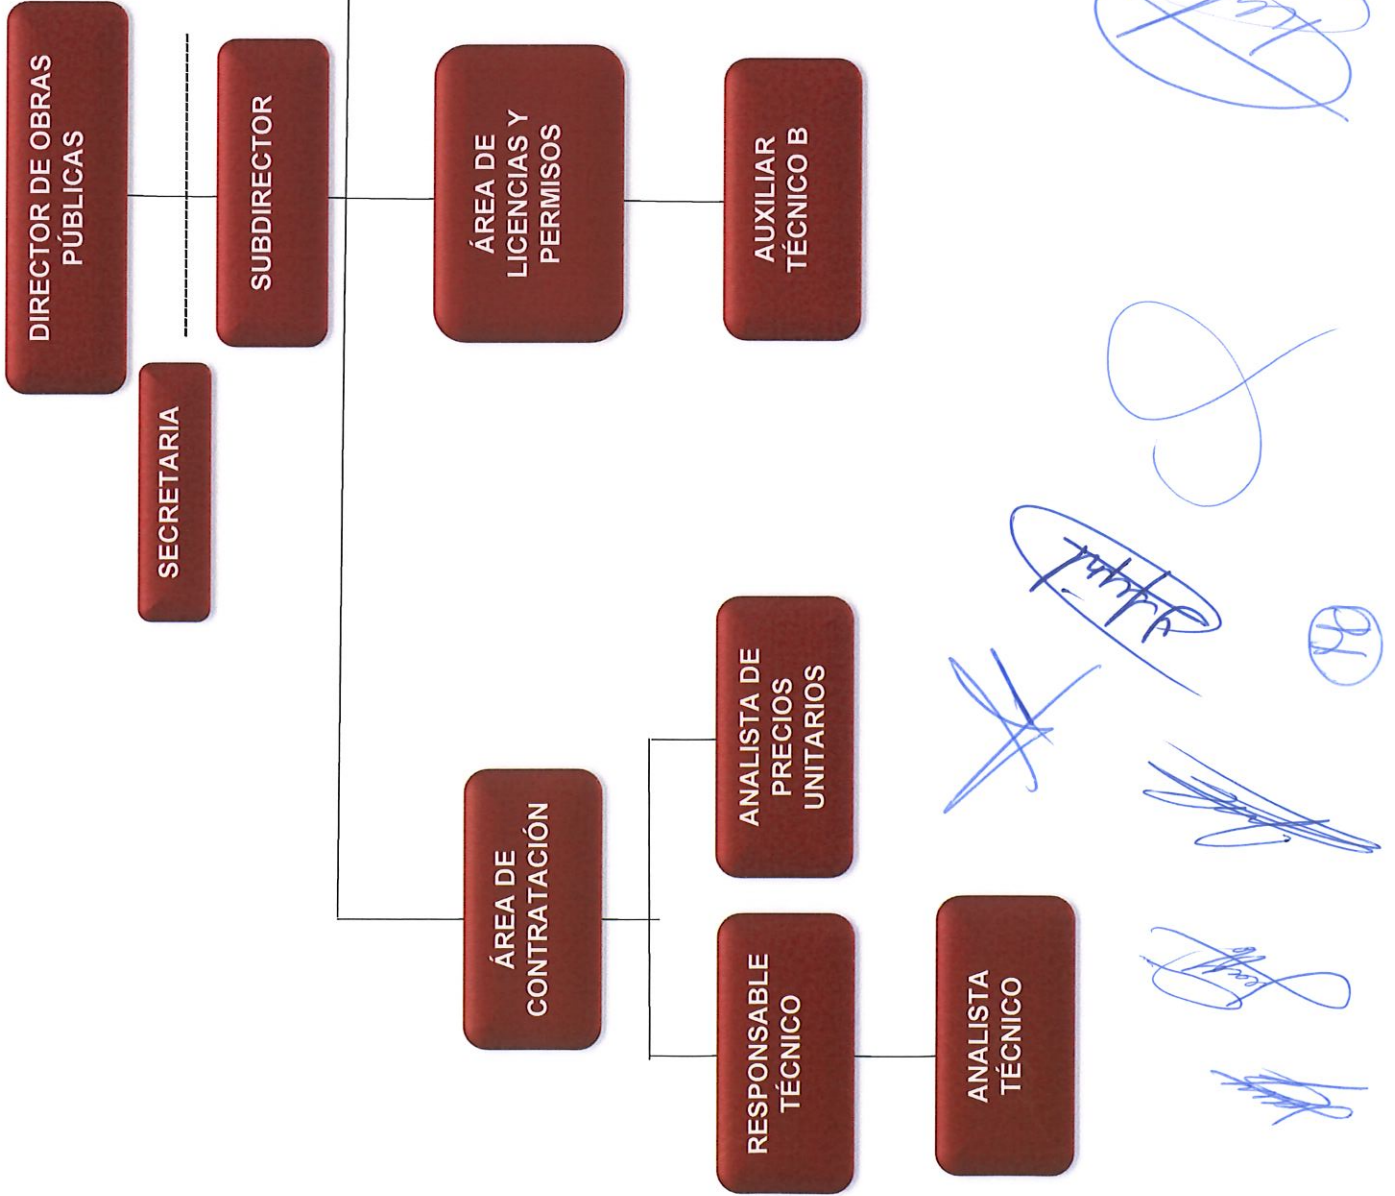 DIRECTOR DE OBRAS
PÚBLICAS
SECRETARIA
SUBDIRECTOR
ÁREA DE
CONTRATACIÓN
ÁREA DE
LICENCIAS Y
PERMISOS
RESPONSABLE
TÉCNICO
ANALISTA DE
PRECIOS
UNITARIOS
AUXILIAR
TÉCNICO B
ANALISTA
TÉCNICO